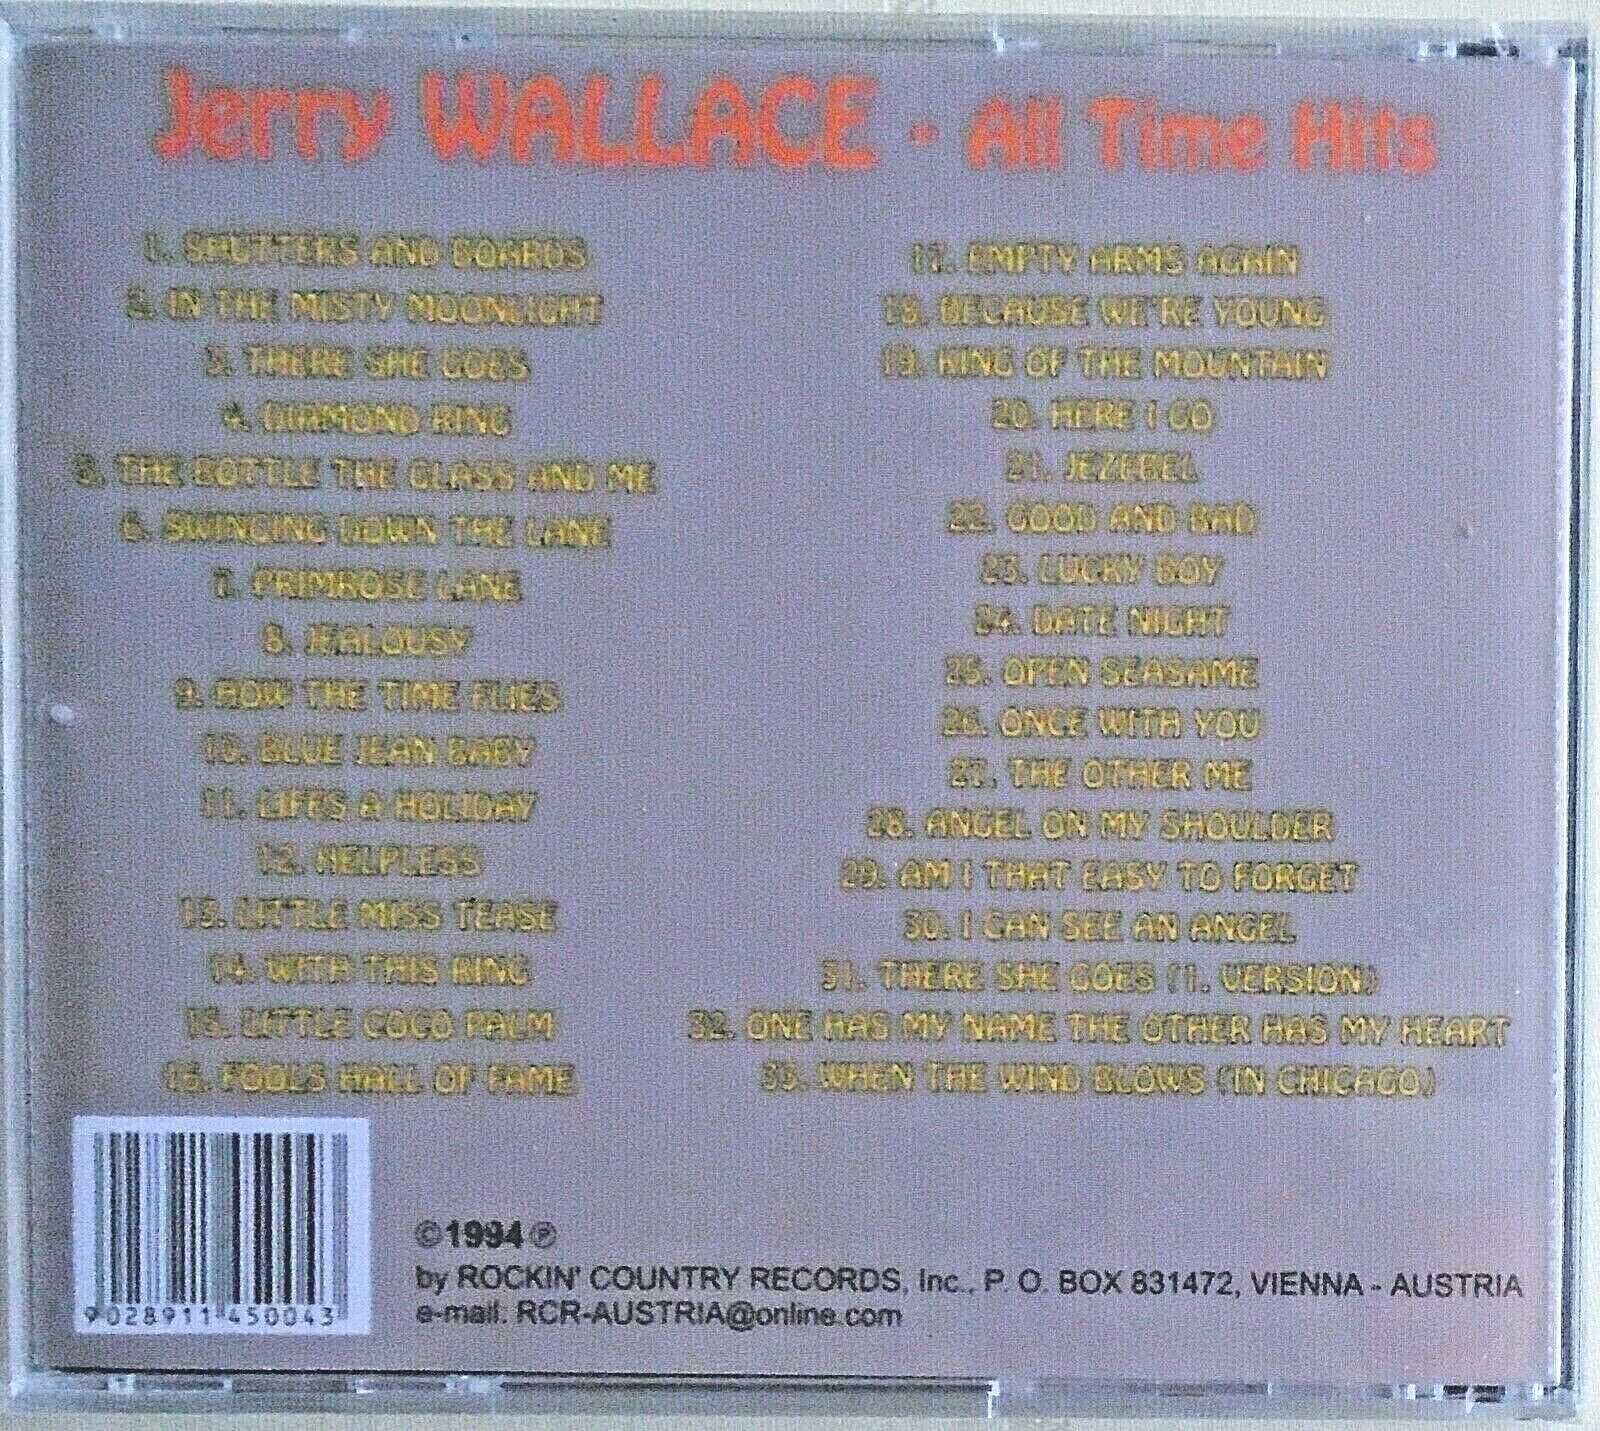 Jerry WALLACE • All Time Hits
1. SHUTTERS AND BOARDS
2. IN THE MISTY MOONLIGHT
3. THERE SHE GOES
4. DIAMOND RING
5. THE BOTTLE THE GLASS AND ME
6. SWINGING DOWN THE LANE
7. PRIMROSE LANE
8. JEALOUSY
9. HOW THE TIME FLIES
10. BLUE JEAN BABY
11. LIFES A HOLIDAY
12. HELPLESS
13. LITTLE MISS TEASE
14. WITH THIS RING
15. LITTLE COCO PALM
16. FOOLS HALL OF FAME
17. EMPTY ARMS AGAIN
18. BECAUSE WE'RE YOUNG
19. KING OF THE MOUNTAIN
20. HERE I GO
21. JEZEBEL
22. GOOD AND BAD
23. LUCKY BOY
24. DATE NIGHT
25. OPEN SEASAME
26. ONCE WITH YOU
27. THE OTHER ME
28. ANGEL ON MY SHOULDER
29. AM I THAT EASY TO FORGET
30. I CAN SEE AN ANGEL
31. THERE SHE GOES (1. VERSION)
32. ONE HAS MY NAME THE OTHER HAS MY HEART
33. WHEN THE WIND BLOWS (IN CHICAGO)
9 028911 450043
©1994℗
by ROCKIN' COUNTRY RECORDS, Inc., P. O. BOX 831472, VIENNA - AUSTRIA
e-mail: RCR-AUSTRIA@online.com